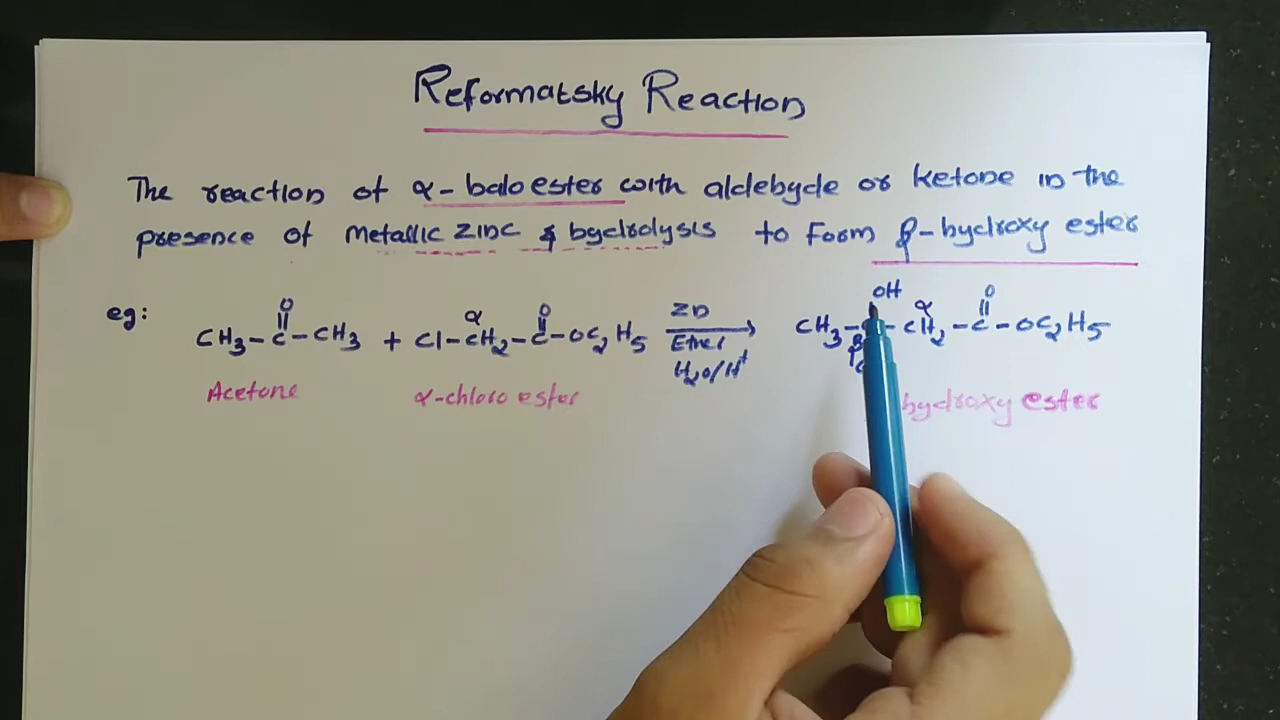 Reformatsky Reaction
The reaction of α-haloester with aldehyde or ketone in the
presence of metallic zinc & hydrolysis to form β-hydroxy ester
eg:
O O OH α O
CH3-C-CH3 + Cl-CH2-C-OC2H5 Zn CH3-C-CH2-C-OC2H5
α β
Ether
H2O/H+
Acetone α-chloro ester hydroxy ester